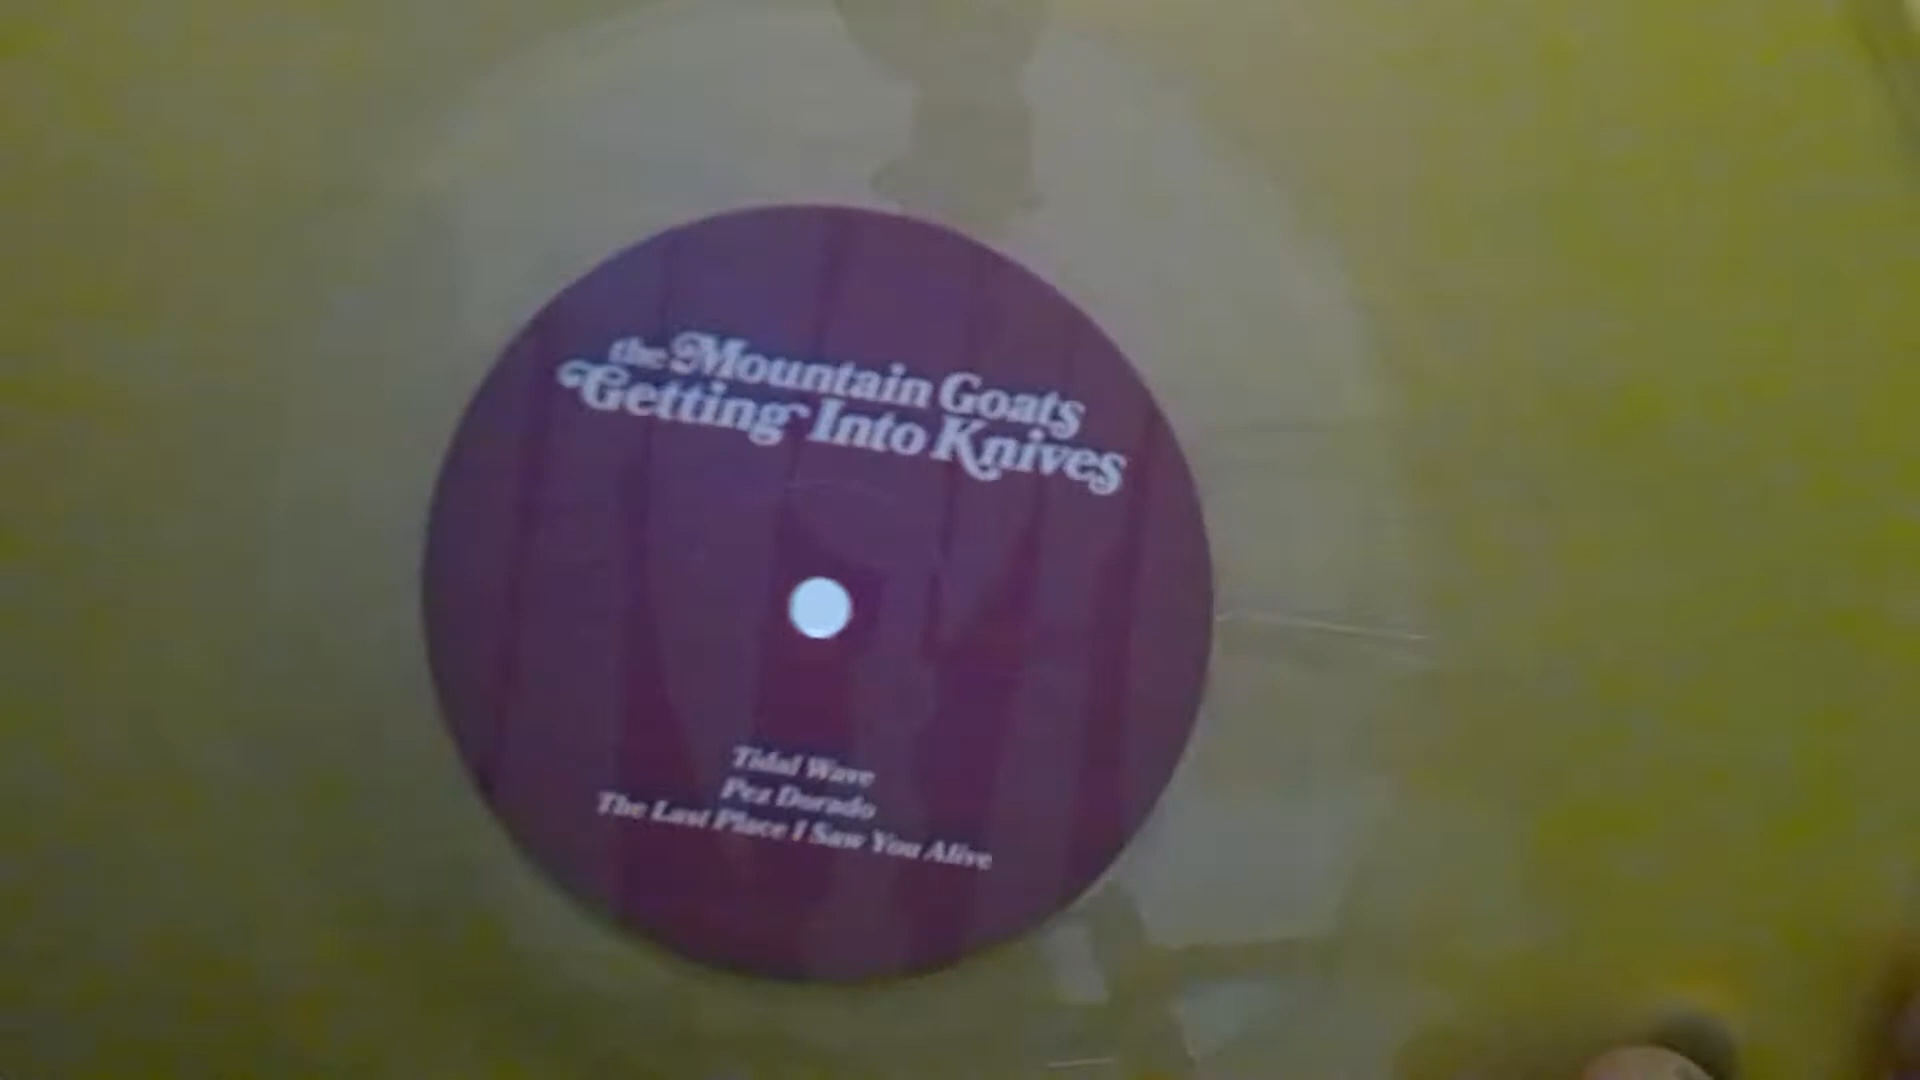 the Mountain Goats
Getting Into Knives
Tidal Wave
Pez Dorado
The Last Place I Saw You Alive